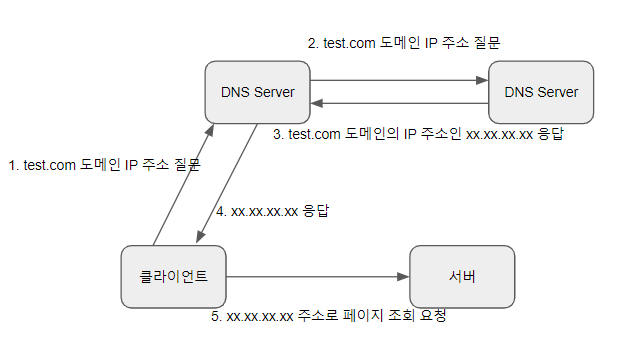 2. test.com 도메인 IP 주소 질문
DNS Server
DNS Server
3. test.com 도메인의 IP 주소인 xx.xx.xx.xx 응답
1. test.com 도메인 IP 주소 질문
4. xx.xx.xx.xx 응답
클라이언트
서버
5. xx.xx.xx.xx 주소로 페이지 조회 요청